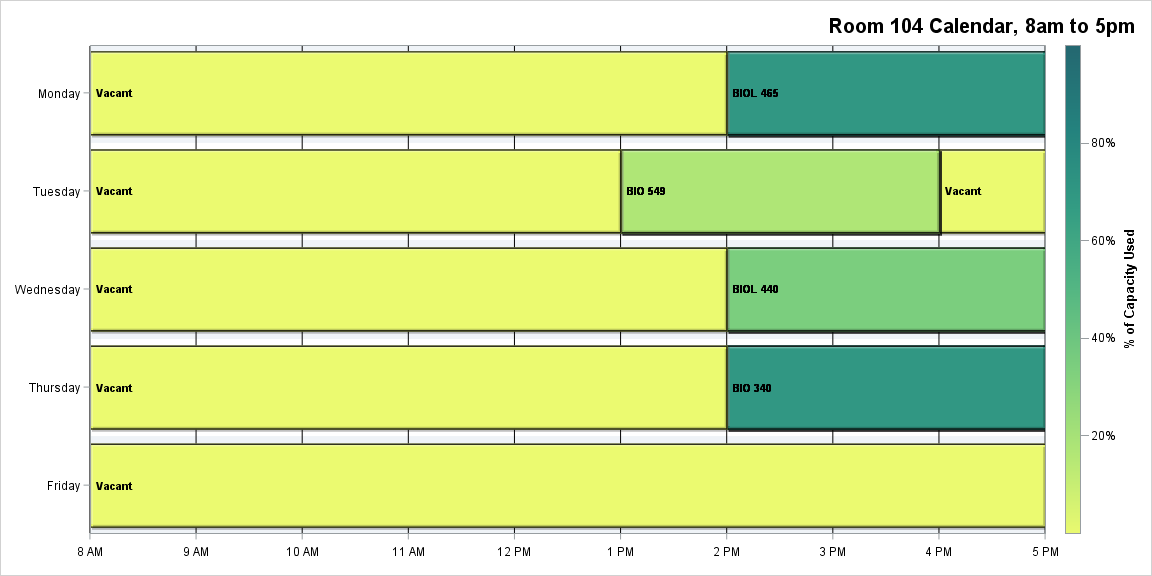 Room 104 Calendar, 8am to 5pm
Monday
Vacant
BIOL 465
Tuesday
Vacant
BIO 549
Vacant
Wednesday
Vacant
BIOL 440
Thursday
Vacant
BIO 340
Friday
Vacant
8 AM
9 AM
10 AM
11 AM
12 PM
1 PM
2 PM
3 PM
4 PM
5 PM
80%
60%
40%
20%
% of Capacity Used